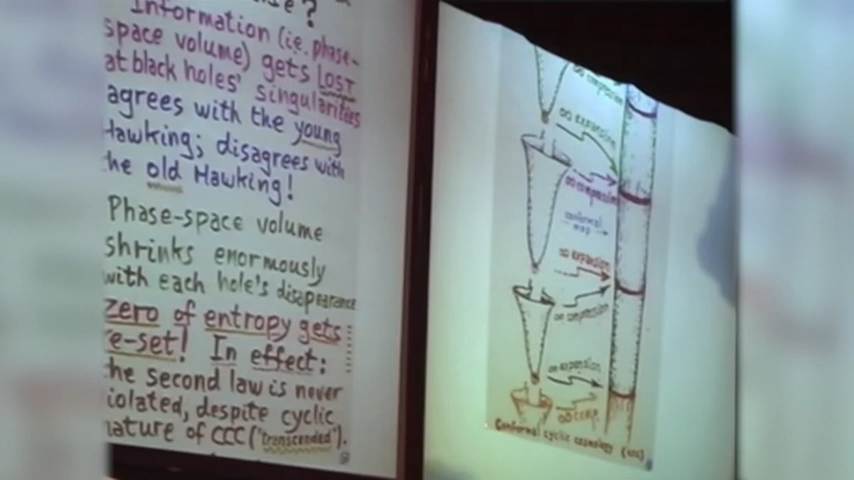 Information (i.e. phase-
space volume) gets LOST
at black holes' singularities
agrees with the young
Hawking; disagrees with
the old Hawking!
Phase-space volume
shrinks enormously
with each hole's disappearance
zero of entropy gets
re-set! In effect:
the second law is never
violated, despite cyclic
nature of CCC ("transcended").
∞ compression
∞ expansion
∞ compression
conformal
map
∞ expansion
∞ compression
∞ expansion
∞ comp.
Conformal cyclic cosmology (CCC)